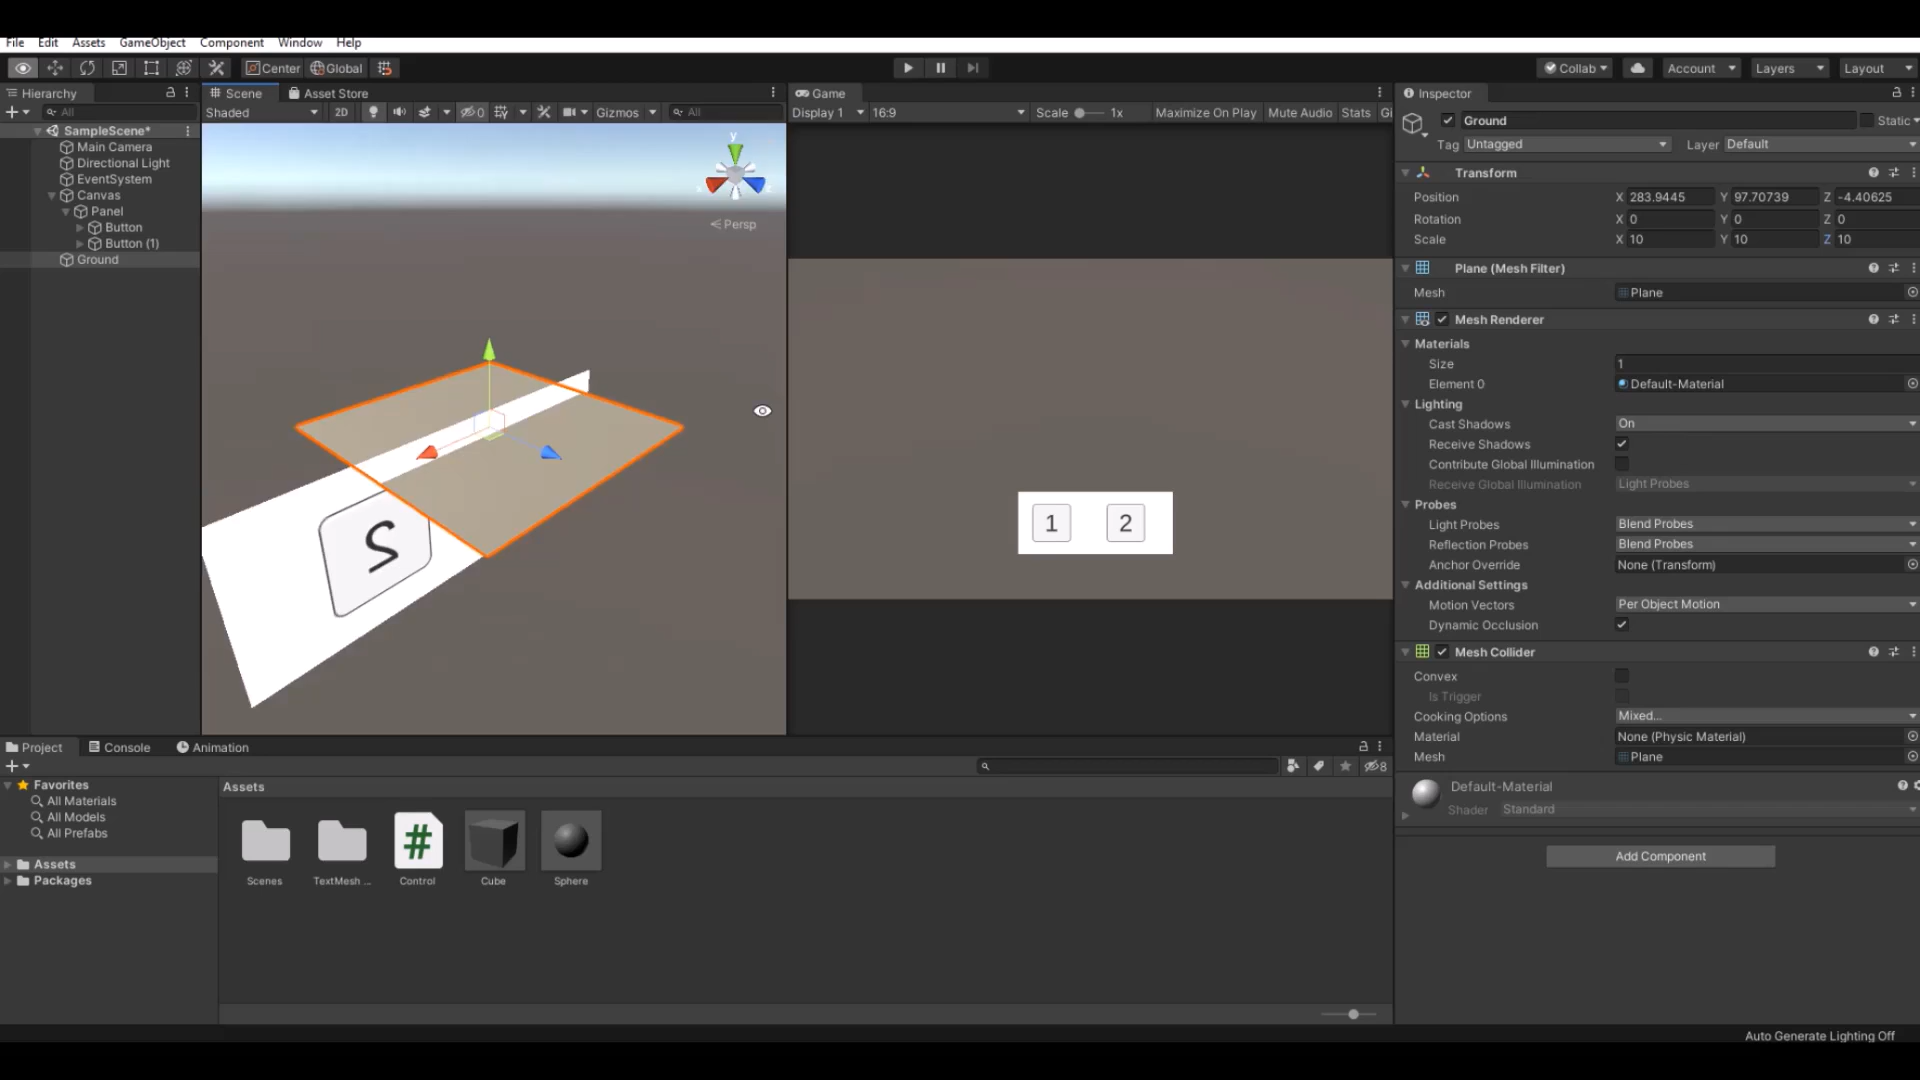 File Edit Assets GameObject Component Window Help
Center Global
Collab Account Layers Layout
Hierarchy
All
SampleScene*
Main Camera
Directional Light
EventSystem
Canvas
Panel
Button
Button (1)
Ground
Scene Asset Store
Shaded 2D 0 Gizmos All
y
Persp
2
Game
Display 1 16:9 Scale 1x Maximize On Play Mute Audio Stats Gi
1 2
Inspector
Ground Static
Tag Untagged Layer Default
Transform
Position X 283.9445 Y 97.70739 Z -4.40625
Rotation X 0 Y 0 Z 0
Scale X 10 Y 10 Z 10
Plane (Mesh Filter)
Mesh Plane
Mesh Renderer
Materials
Size 1
Element 0 Default-Material
Lighting
Cast Shadows On
Receive Shadows
Contribute Global Illumination
Receive Global Illumination Light Probes
Probes
Light Probes Blend Probes
Reflection Probes Blend Probes
Anchor Override None (Transform)
Additional Settings
Motion Vectors Per Object Motion
Dynamic Occlusion
Mesh Collider
Convex
Is Trigger
Cooking Options Mixed...
Material None (Physic Material)
Mesh Plane
Default-Material
Shader Standard
Add Component
Project Console Animation
8
Favorites
All Materials
All Models
All Prefabs
Assets
Packages
Assets
Scenes TextMesh ... Control Cube Sphere
Auto Generate Lighting Off